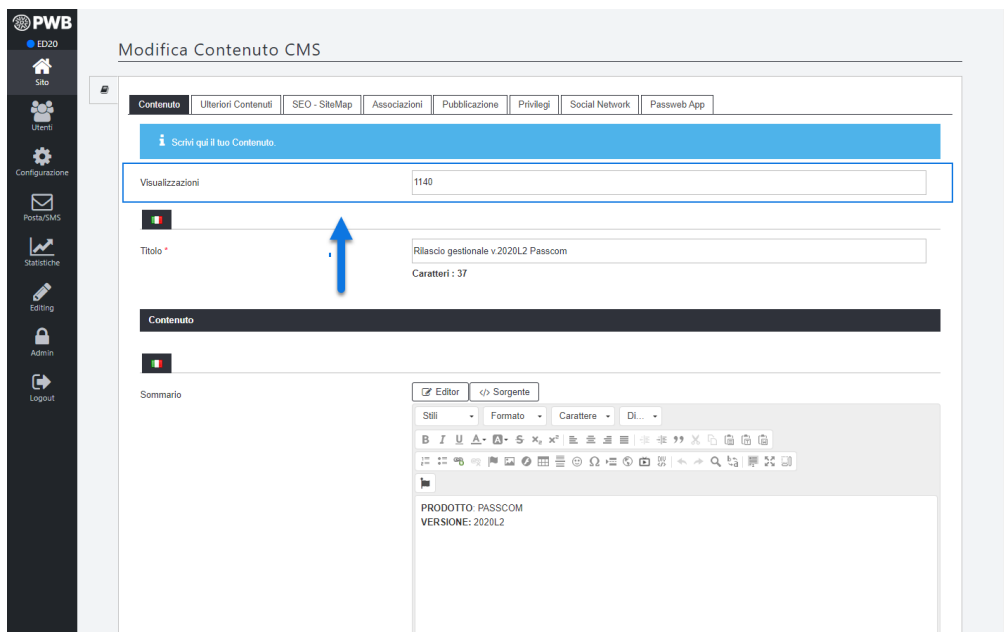 PWB
ED20
Modifica Contenuto CMS
Sito
Utenti
Configurazione
Posta/SMS
Statistiche
Editing
Admin
Logout
Contenuto Ulteriori Contenuti SEO - SiteMap Associazioni Pubblicazione Privilegi Social Network Passweb App
Scrivi qui il tuo Contenuto.
Visualizzazioni 1140
Titolo * Rilascio gestionale v.2020L2 Passcom
Caratteri : 37
Contenuto
Sommario Editor Sorgente
Stili Formato Carattere Di...
PRODOTTO: PASSCOM
VERSIONE: 2020L2